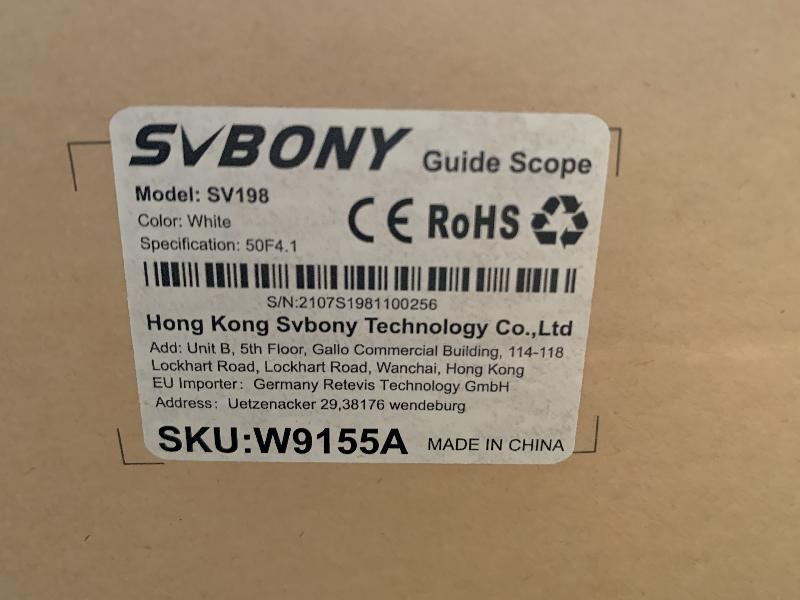 SVBONY Guide Scope
Model: SV198
Color: White
CE RoHS
Specification: 50F4.1
S/N:2107S1981100256
Hong Kong Svbony Technology Co.,Ltd
Add: Unit B, 5th Floor, Gallo Commercial Building, 114-118
Lockhart Road, Lockhart Road, Wanchai, Hong Kong
EU Importer: Germany Retevis Technology GmbH
Address: Uetzenacker 29,38176 wendeburg
SKU:W9155A MADE IN CHINA